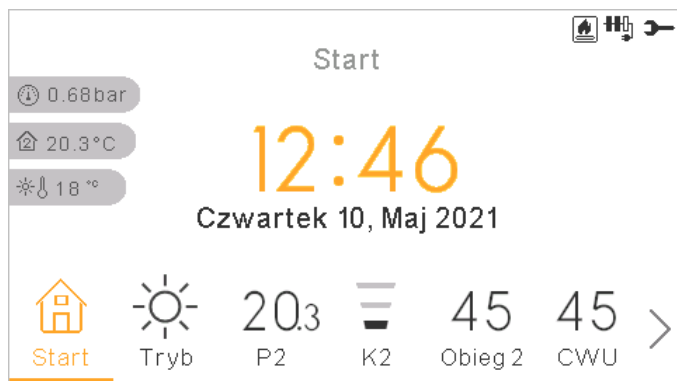 Start
0.68bar
20.3°C
18 °C
12:46
Czwartek 10, Maj 2021
20.3 45 45
Start Tryb P2 K2 Obieg 2 CWU